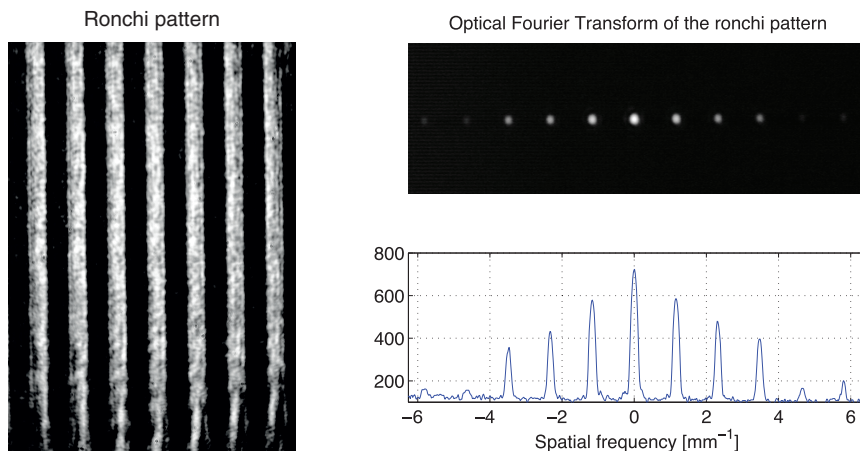 Ronchi pattern
Optical Fourier Transform of the ronchi pattern
800
600
400
200
−6 −4 −2 0 2 4 6
Spatial frequency [mm⁻¹]